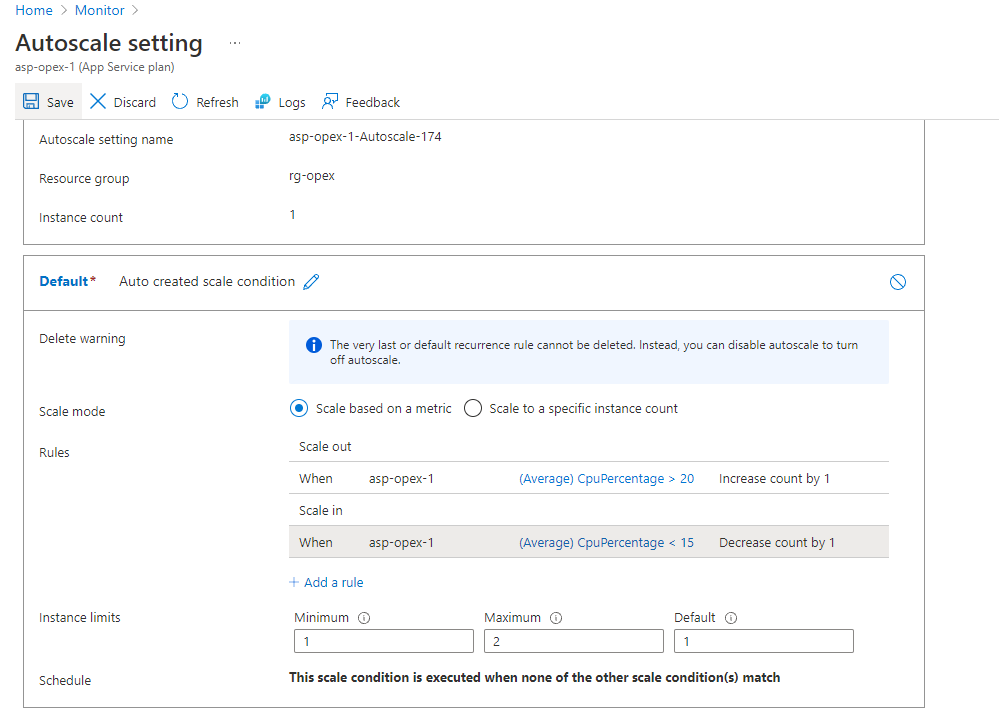 Home > Monitor >
Autoscale setting ...
asp-opex-1 (App Service plan)
Save Discard Refresh Logs Feedback
Autoscale setting name asp-opex-1-Autoscale-174
Resource group rg-opex
Instance count 1
Default* Auto created scale condition
Delete warning The very last or default recurrence rule cannot be deleted. Instead, you can disable autoscale to turn
off autoscale.
Scale mode Scale based on a metric Scale to a specific instance count
Rules Scale out
When asp-opex-1 (Average) CpuPercentage > 20 Increase count by 1
Scale in
When asp-opex-1 (Average) CpuPercentage < 15 Decrease count by 1
+ Add a rule
Instance limits Minimum Maximum Default
1 2 1
Schedule This scale condition is executed when none of the other scale condition(s) match